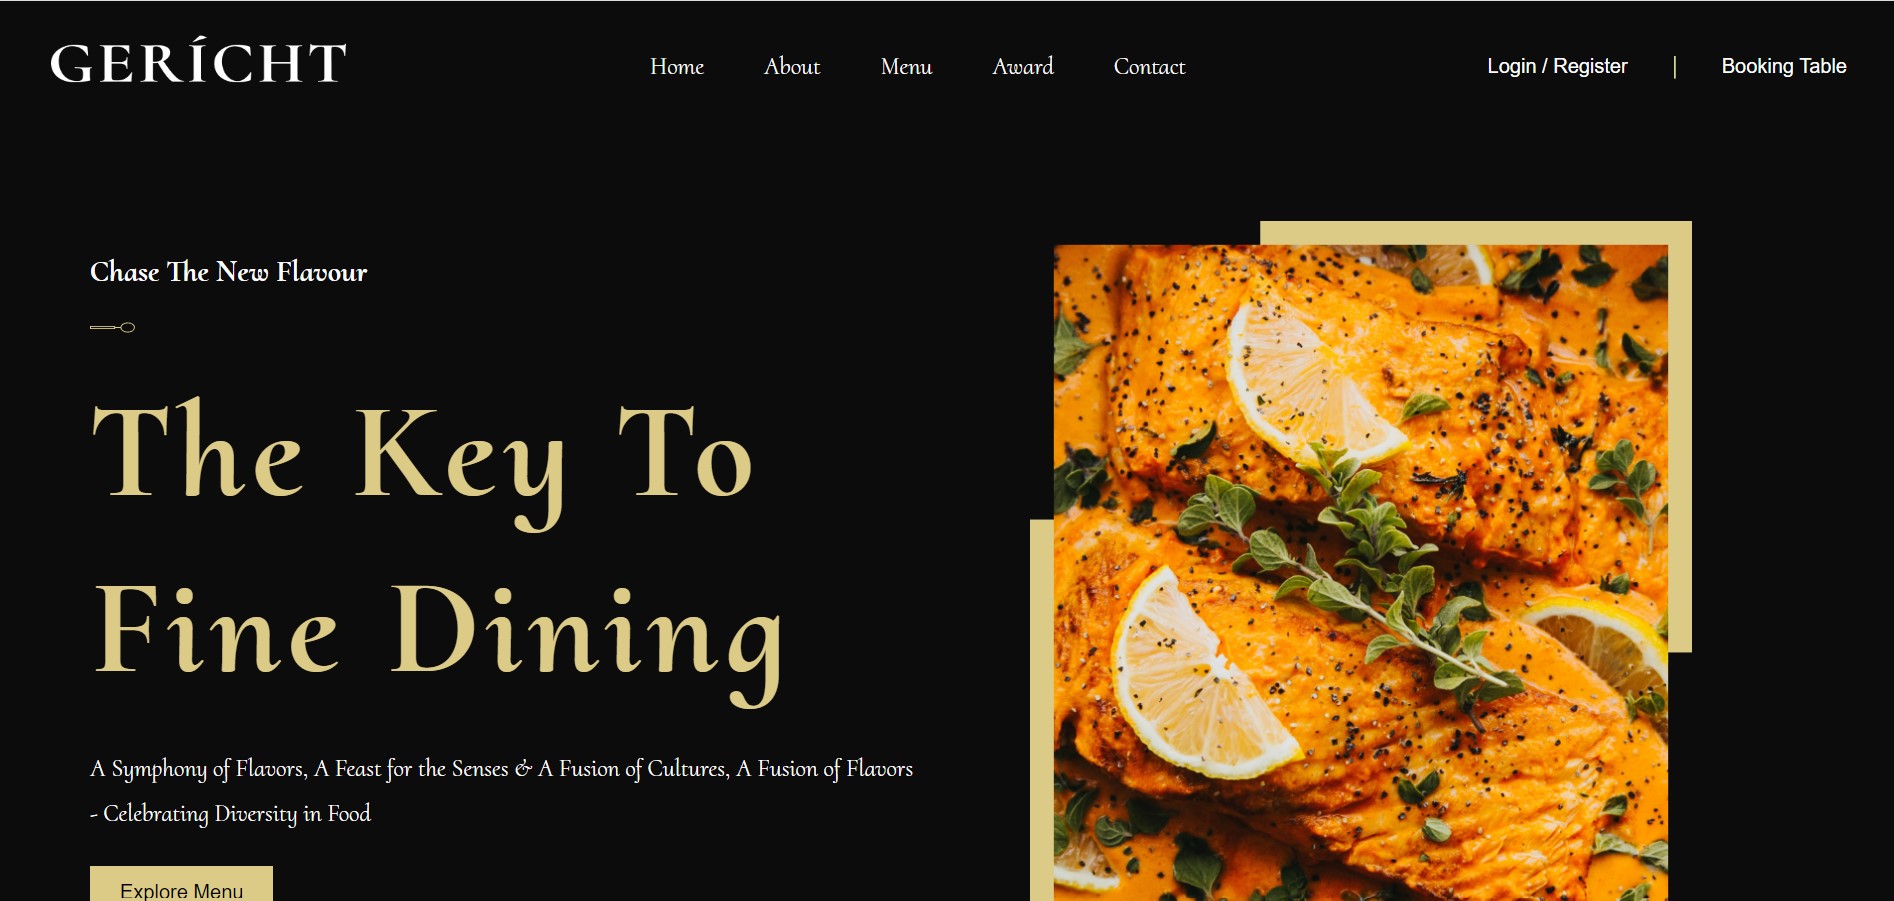 GERÍCHT
Home About Menu Award Contact
Login / Register | Booking Table
Chase The New Flavour
The Key To
Fine Dining
A Symphony of Flavors, A Feast for the Senses & A Fusion of Cultures, A Fusion of Flavors
- Celebrating Diversity in Food
Explore Menu